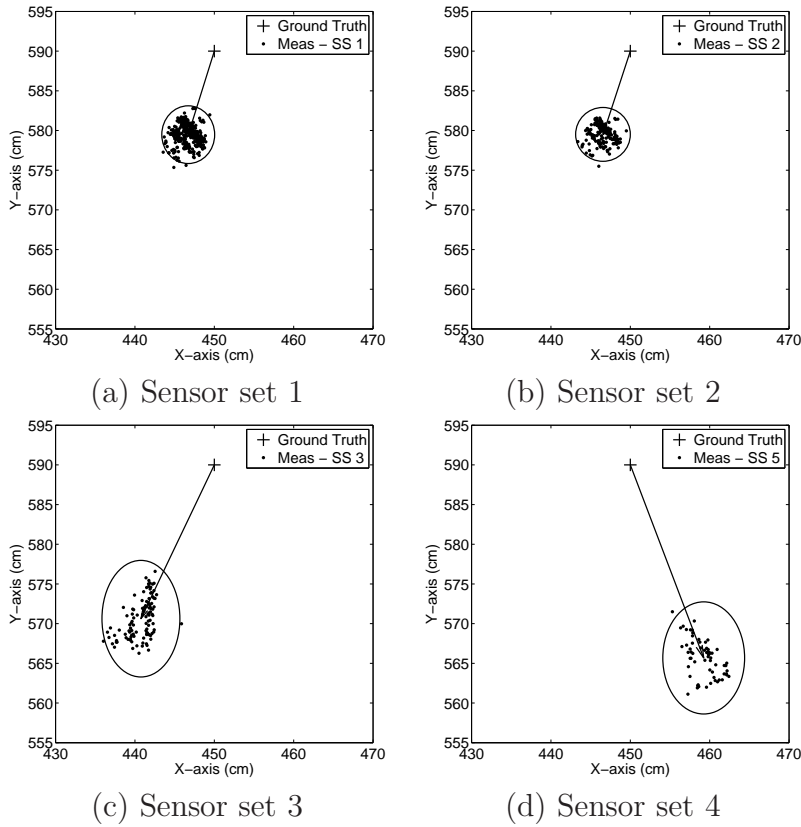 595
590
585
580
575
570
565
560
555
430 440 450 460 470
X−axis (cm)
Y−axis (cm)
Ground Truth
Meas − SS 1
(a) Sensor set 1
595
590
585
580
575
570
565
560
555
430 440 450 460 470
X−axis (cm)
Y−axis (cm)
Ground Truth
Meas − SS 2
(b) Sensor set 2
595
590
585
580
575
570
565
560
555
430 440 450 460 470
X−axis (cm)
Y−axis (cm)
Ground Truth
Meas − SS 3
(c) Sensor set 3
595
590
585
580
575
570
565
560
555
430 440 450 460 470
X−axis (cm)
Y−axis (cm)
Ground Truth
Meas − SS 5
(d) Sensor set 4